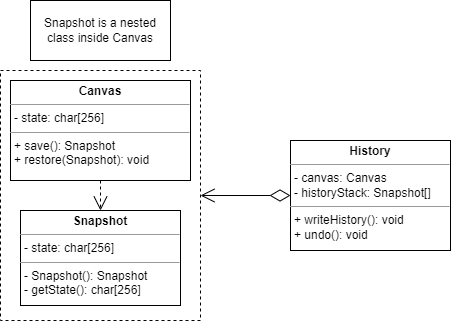 Snapshot is a nested
class inside Canvas
Canvas
- state: char[256]
+ save(): Snapshot
+ restore(Snapshot): void
Snapshot
- state: char[256]
- Snapshot(): Snapshot
- getState(): char[256]
History
- canvas: Canvas
- historyStack: Snapshot[]
+ writeHistory(): void
+ undo(): void